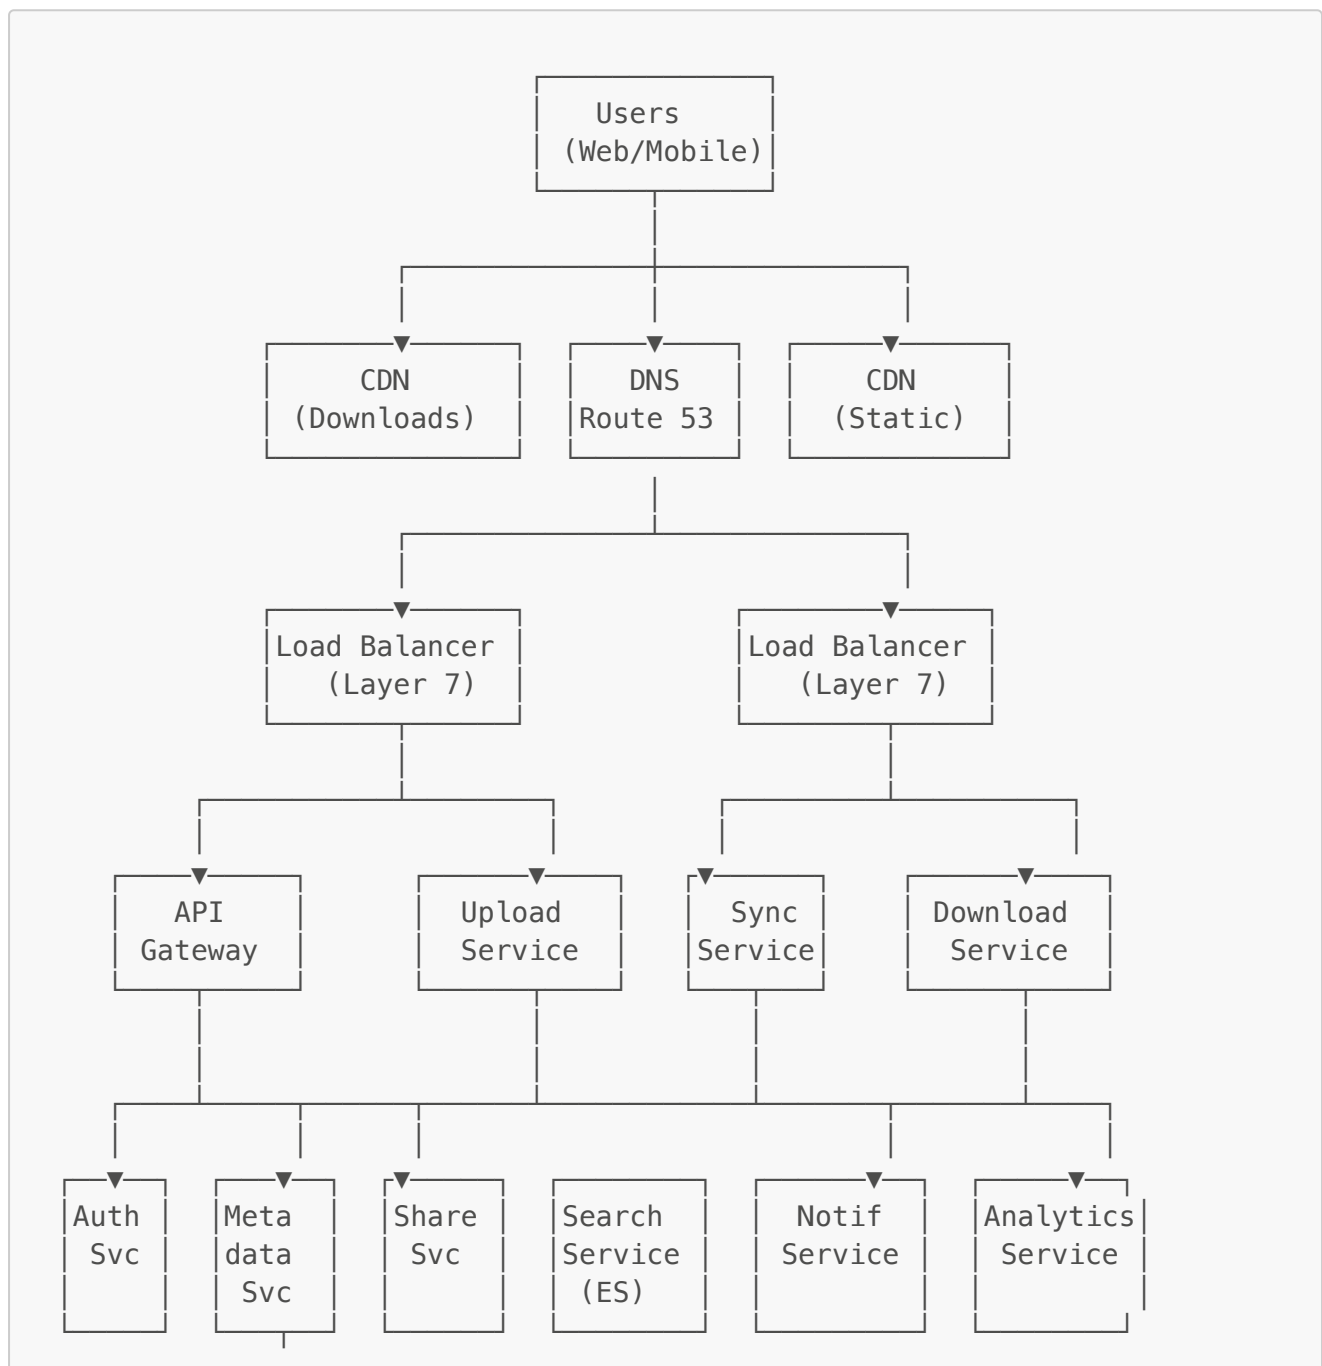 Users
(Web/Mobile)
CDN
(Downloads)
DNS
Route 53
CDN
(Static)
Load Balancer
(Layer 7)
Load Balancer
(Layer 7)
API
Gateway
Upload
Service
Sync
Service
Download
Service
Auth
Svc
Meta
data
Svc
Share
Svc
Search
Service
(ES)
Notif
Service
Analytics
Service